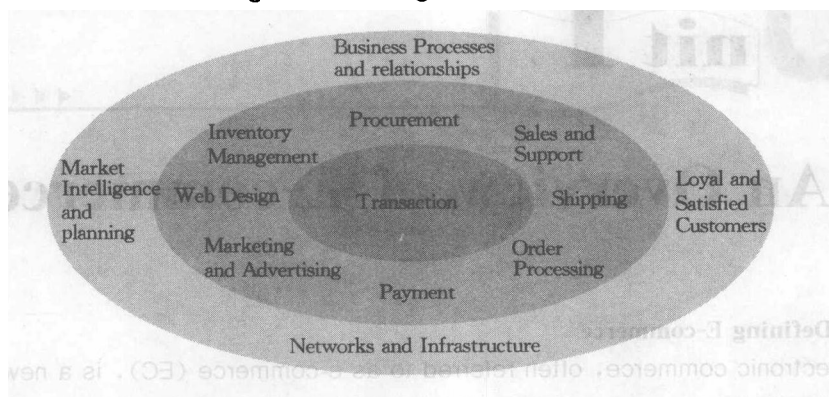 Business Processes
and relationships
Procurement
Inventory
Management
Sales and
Support
Market
Intelligence
and
planning
Web Design
Transaction
Shipping
Loyal and
Satisfied
Customers
Marketing
and Advertising
Order
Processing
Payment
Networks and Infrastructure
Defining E-commerce
ectronic commerce, often referred to as e-commerce (EC), is a new